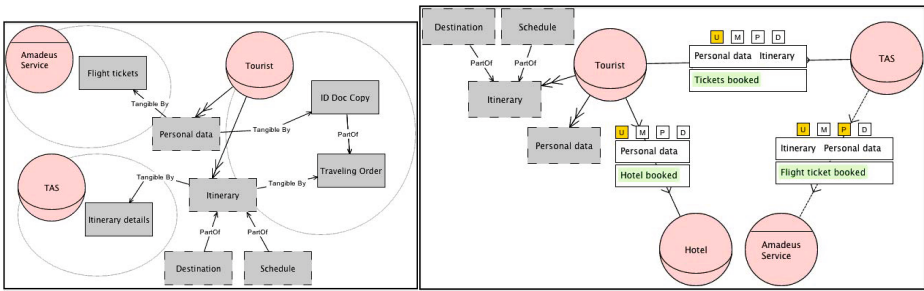 Amadeus
Service
Flight tickets
Tourist
Tangible By
ID Doc Copy
Personal data
Tangible By
PartOf
TAS
Tangible By
Itinerary
Tangible By
Traveling Order
Itinerary details
PartOf
PartOf
Destination
Schedule
Destination
Schedule
PartOf
PartOf
Itinerary
Tourist
Personal data
U M P D
Personal data Itinerary
Tickets booked
TAS
U M P D
Personal data
Hotel booked
U M P D
Itinerary Personal data
Flight ticket booked
Hotel
Amadeus
Service